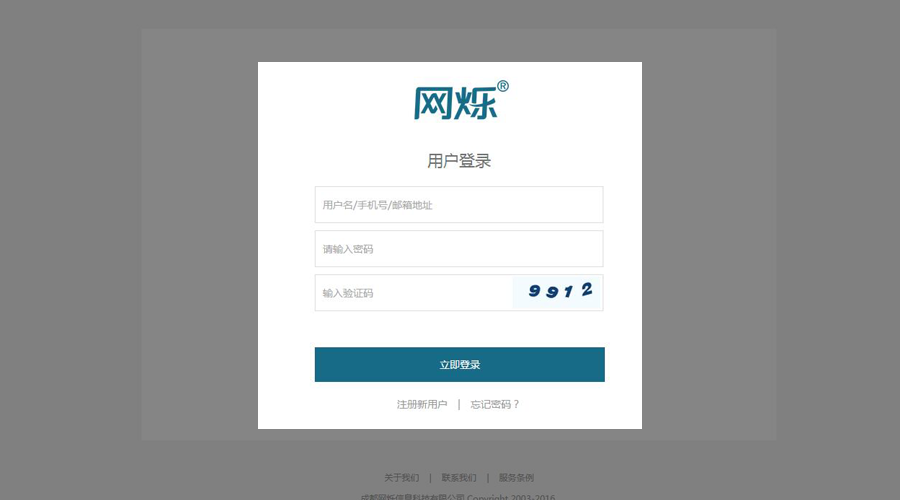 网烁®
用户登录
用户名/手机号/邮箱地址
请输入密码
输入验证码 9912
立即登录
注册新用户 | 忘记密码？
关于我们 | 联系我们 | 服务条例
成都网烁信息科技有限公司 Copyright 2003-2016